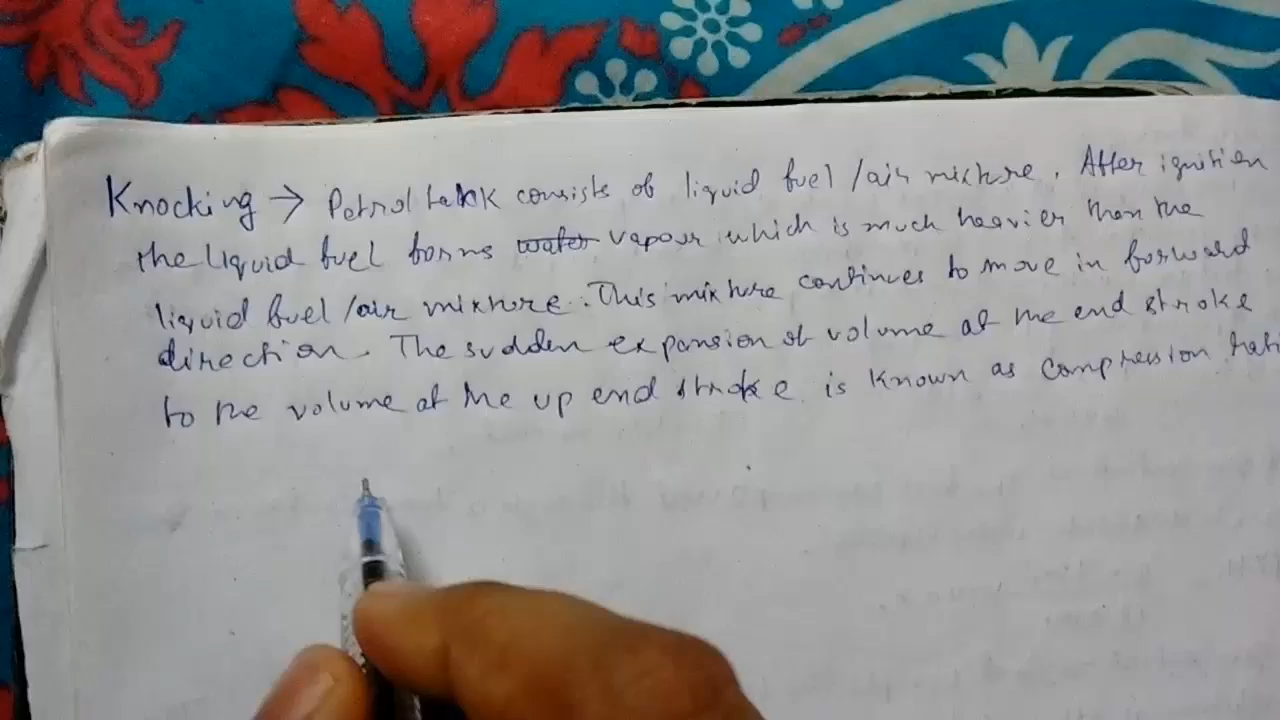 Knocking → Petrol tank consists of liquid fuel/air mixture. After ignition
the liquid fuel forms water vapour which is much heavier than the
liquid fuel/air mixture. This mixture continues to move in forward
direction. The sudden expansion of volume at the end stroke
to the volume at the up end stroke is known as compression rati